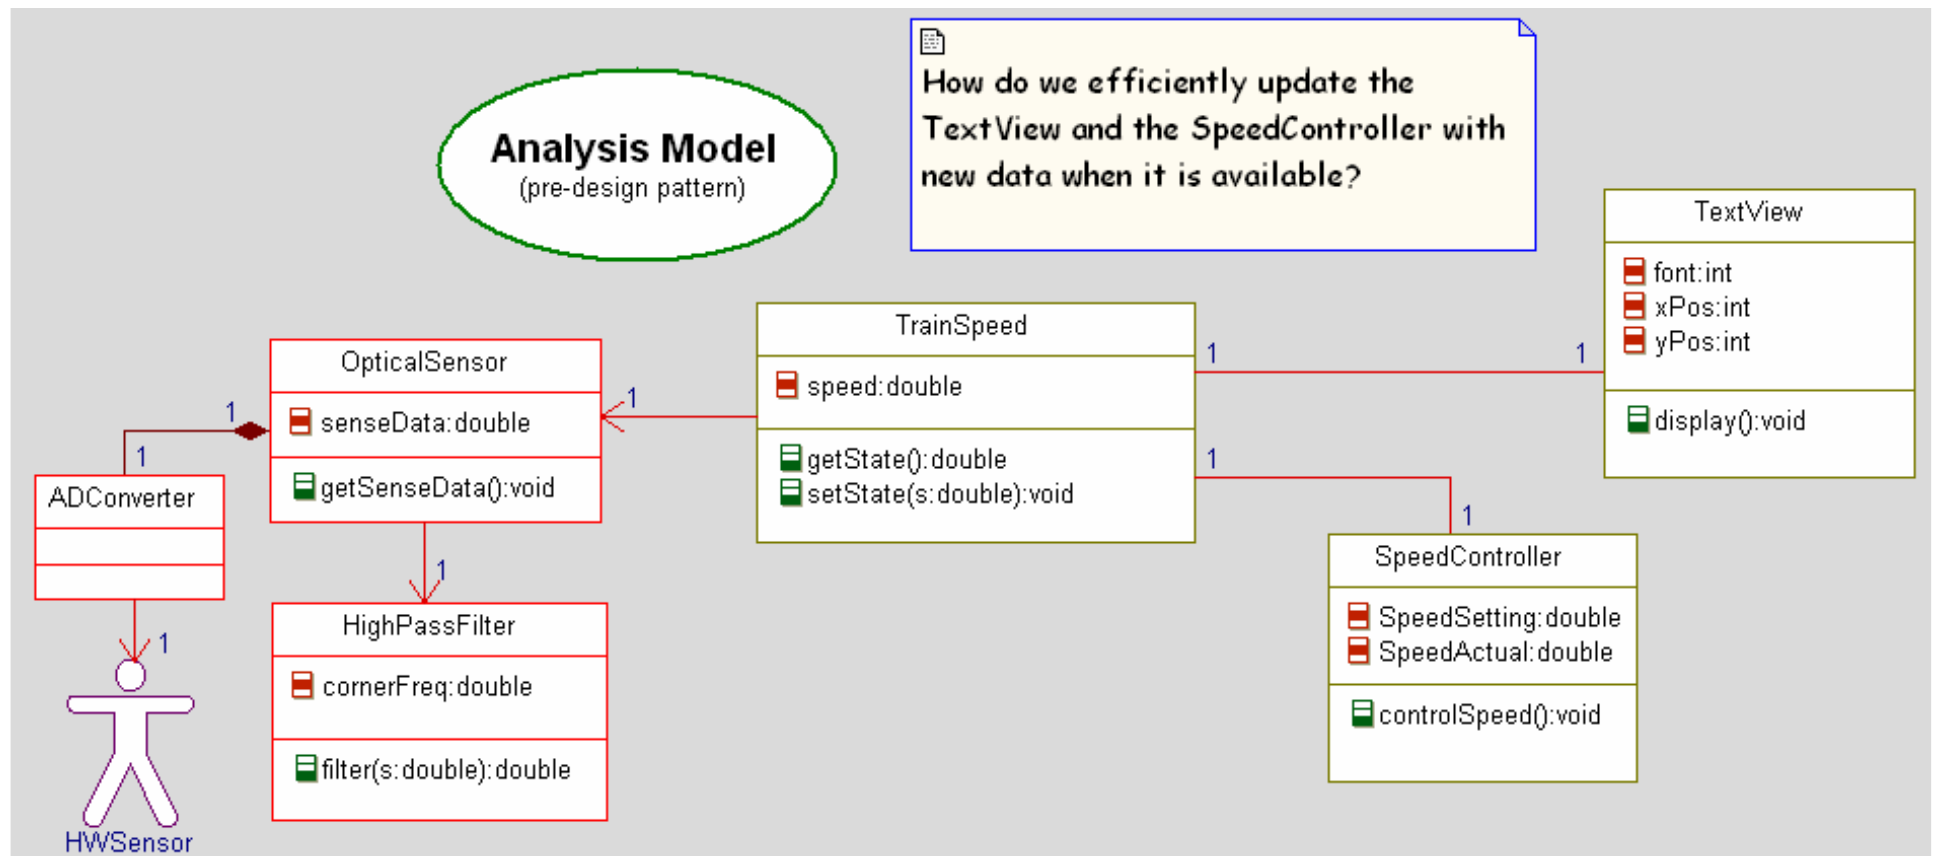 Analysis Model
(pre-design pattern)
How do we efficiently update the
TextView and the SpeedController with
new data when it is available?
TextView
font:int
xPos:int
yPos:int
display():void
TrainSpeed
speed:double
getState():double
setState(s:double):void
1
1
1
1
1
OpticalSensor
senseData:double
getSenseData():void
1
1
ADConverter
1
HWSensor
1
HighPassFilter
cornerFreq:double
filter(s:double):double
SpeedController
SpeedSetting:double
SpeedActual:double
controlSpeed():void